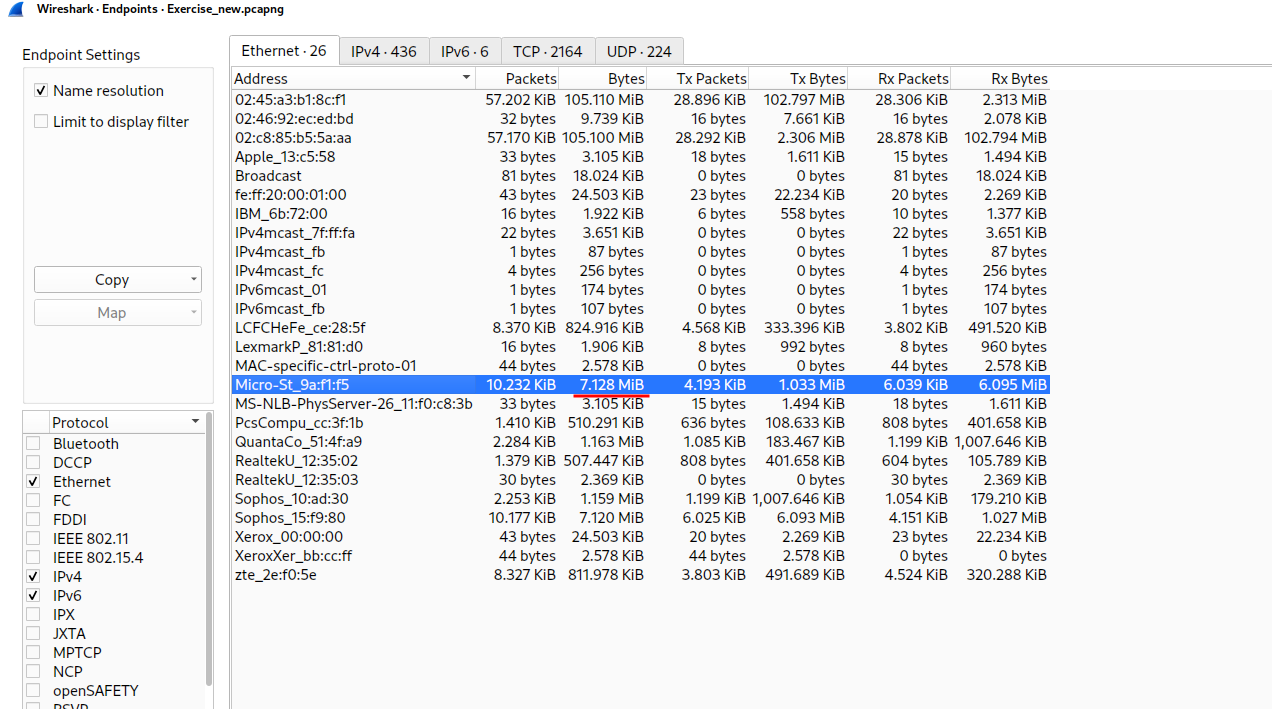 Wireshark · Endpoints · Exercise_new.pcapng
Endpoint Settings
Name resolution
Limit to display filter
Copy
Map
Protocol
Bluetooth
DCCP
Ethernet
FC
FDDI
IEEE 802.11
IEEE 802.15.4
IPv4
IPv6
IPX
JXTA
MPTCP
NCP
openSAFETY
RSVP
Ethernet · 26 IPv4 · 436 IPv6 · 6 TCP · 2164 UDP · 224
Address Packets Bytes Tx Packets Tx Bytes Rx Packets Rx Bytes
02:45:a3:b1:8c:f1 57.202 KiB 105.110 MiB 28.896 KiB 102.797 MiB 28.306 KiB 2.313 MiB
02:46:92:ec:ed:bd 32 bytes 9.739 KiB 16 bytes 7.661 KiB 16 bytes 2.078 KiB
02:c8:85:b5:5a:aa 57.170 KiB 105.100 MiB 28.292 KiB 2.306 MiB 28.878 KiB 102.794 MiB
Apple_13:c5:58 33 bytes 3.105 KiB 18 bytes 1.611 KiB 15 bytes 1.494 KiB
Broadcast 81 bytes 18.024 KiB 0 bytes 0 bytes 81 bytes 18.024 KiB
fe:ff:20:00:01:00 43 bytes 24.503 KiB 23 bytes 22.234 KiB 20 bytes 2.269 KiB
IBM_6b:72:00 16 bytes 1.922 KiB 6 bytes 558 bytes 10 bytes 1.377 KiB
IPv4mcast_7f:ff:fa 22 bytes 3.651 KiB 0 bytes 0 bytes 22 bytes 3.651 KiB
IPv4mcast_fb 1 bytes 87 bytes 0 bytes 0 bytes 1 bytes 87 bytes
IPv4mcast_fc 4 bytes 256 bytes 0 bytes 0 bytes 4 bytes 256 bytes
IPv6mcast_01 1 bytes 174 bytes 0 bytes 0 bytes 1 bytes 174 bytes
IPv6mcast_fb 1 bytes 107 bytes 0 bytes 0 bytes 1 bytes 107 bytes
LCFCHeFe_ce:28:5f 8.370 KiB 824.916 KiB 4.568 KiB 333.396 KiB 3.802 KiB 491.520 KiB
LexmarkP_81:81:d0 16 bytes 1.906 KiB 8 bytes 992 bytes 8 bytes 960 bytes
MAC-specific-ctrl-proto-01 44 bytes 2.578 KiB 0 bytes 0 bytes 44 bytes 2.578 KiB
Micro-St_9a:f1:f5 10.232 KiB 7.128 MiB 4.193 KiB 1.033 MiB 6.039 KiB 6.095 MiB
MS-NLB-PhysServer-26_11:f0:c8:3b 33 bytes 3.105 KiB 15 bytes 1.494 KiB 18 bytes 1.611 KiB
PcsCompu_cc:3f:1b 1.410 KiB 510.291 KiB 636 bytes 108.633 KiB 808 bytes 401.658 KiB
QuantaCo_51:4f:a9 2.284 KiB 1.163 MiB 1.085 KiB 183.467 KiB 1.199 KiB 1,007.646 KiB
RealtekU_12:35:02 1.379 KiB 507.447 KiB 808 bytes 401.658 KiB 604 bytes 105.789 KiB
RealtekU_12:35:03 30 bytes 2.369 KiB 0 bytes 0 bytes 30 bytes 2.369 KiB
Sophos_10:ad:30 2.253 KiB 1.159 MiB 1.199 KiB 1,007.646 KiB 1.054 KiB 179.210 KiB
Sophos_15:f9:80 10.177 KiB 7.120 MiB 6.025 KiB 6.093 MiB 4.151 KiB 1.027 MiB
Xerox_00:00:00 43 bytes 24.503 KiB 20 bytes 2.269 KiB 23 bytes 22.234 KiB
XeroxXer_bb:cc:ff 44 bytes 2.578 KiB 44 bytes 2.578 KiB 0 bytes 0 bytes
zte_2e:f0:5e 8.327 KiB 811.978 KiB 3.803 KiB 491.689 KiB 4.524 KiB 320.288 KiB